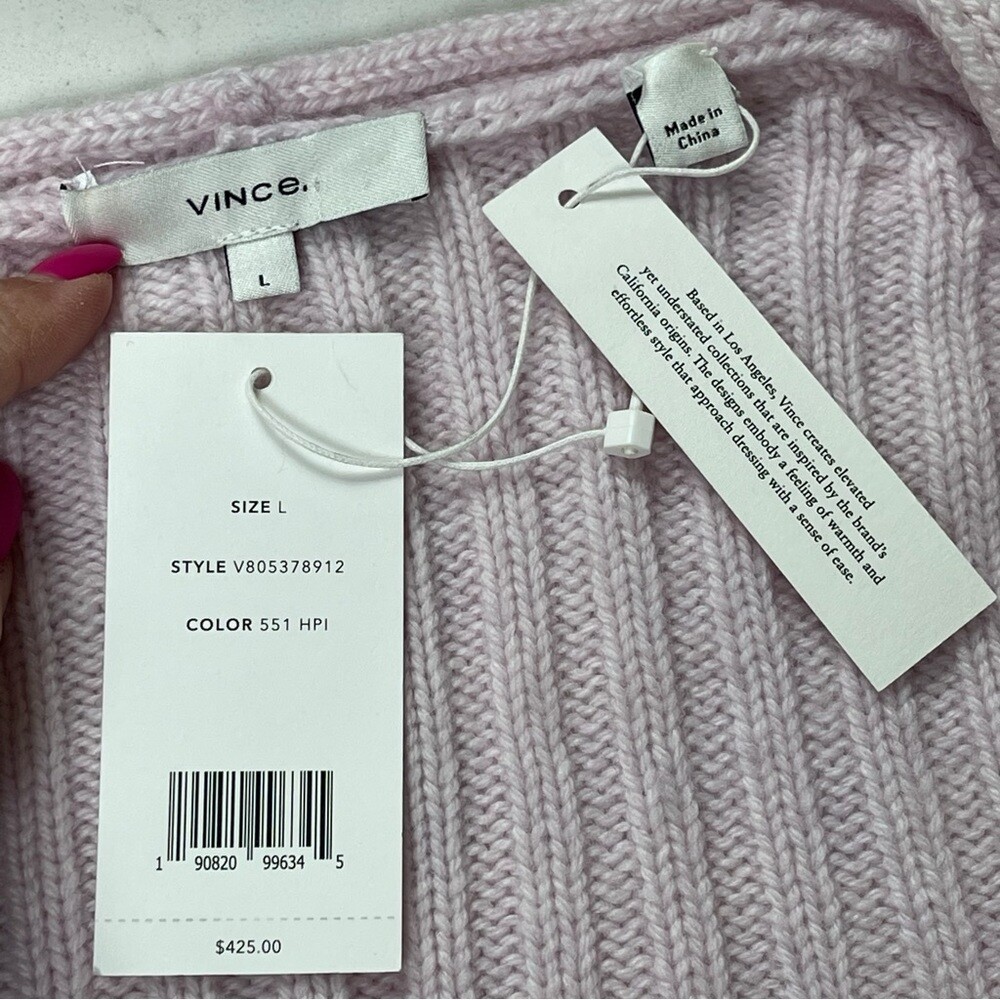 VINCE.
L
Made in
China
Based in Los Angeles, Vince creates elevated
yet understated collections that are inspired by the brand's
California origins. The designs embody a feeling of warmth and
effortless style that approach dressing with a sense of ease.
SIZE L
STYLE V805378912
COLOR 551 HPI
1 90820 99634 5
$425.00